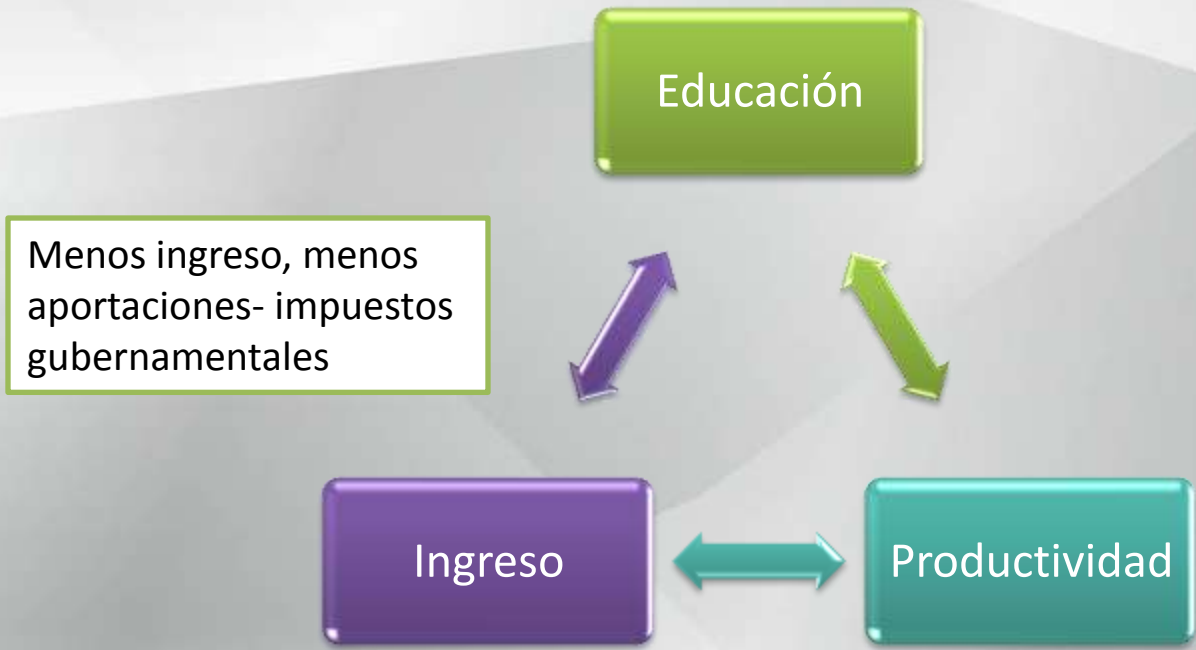 Educación
Menos ingreso, menos
aportaciones- impuestos
gubernamentales
Ingreso
Productividad